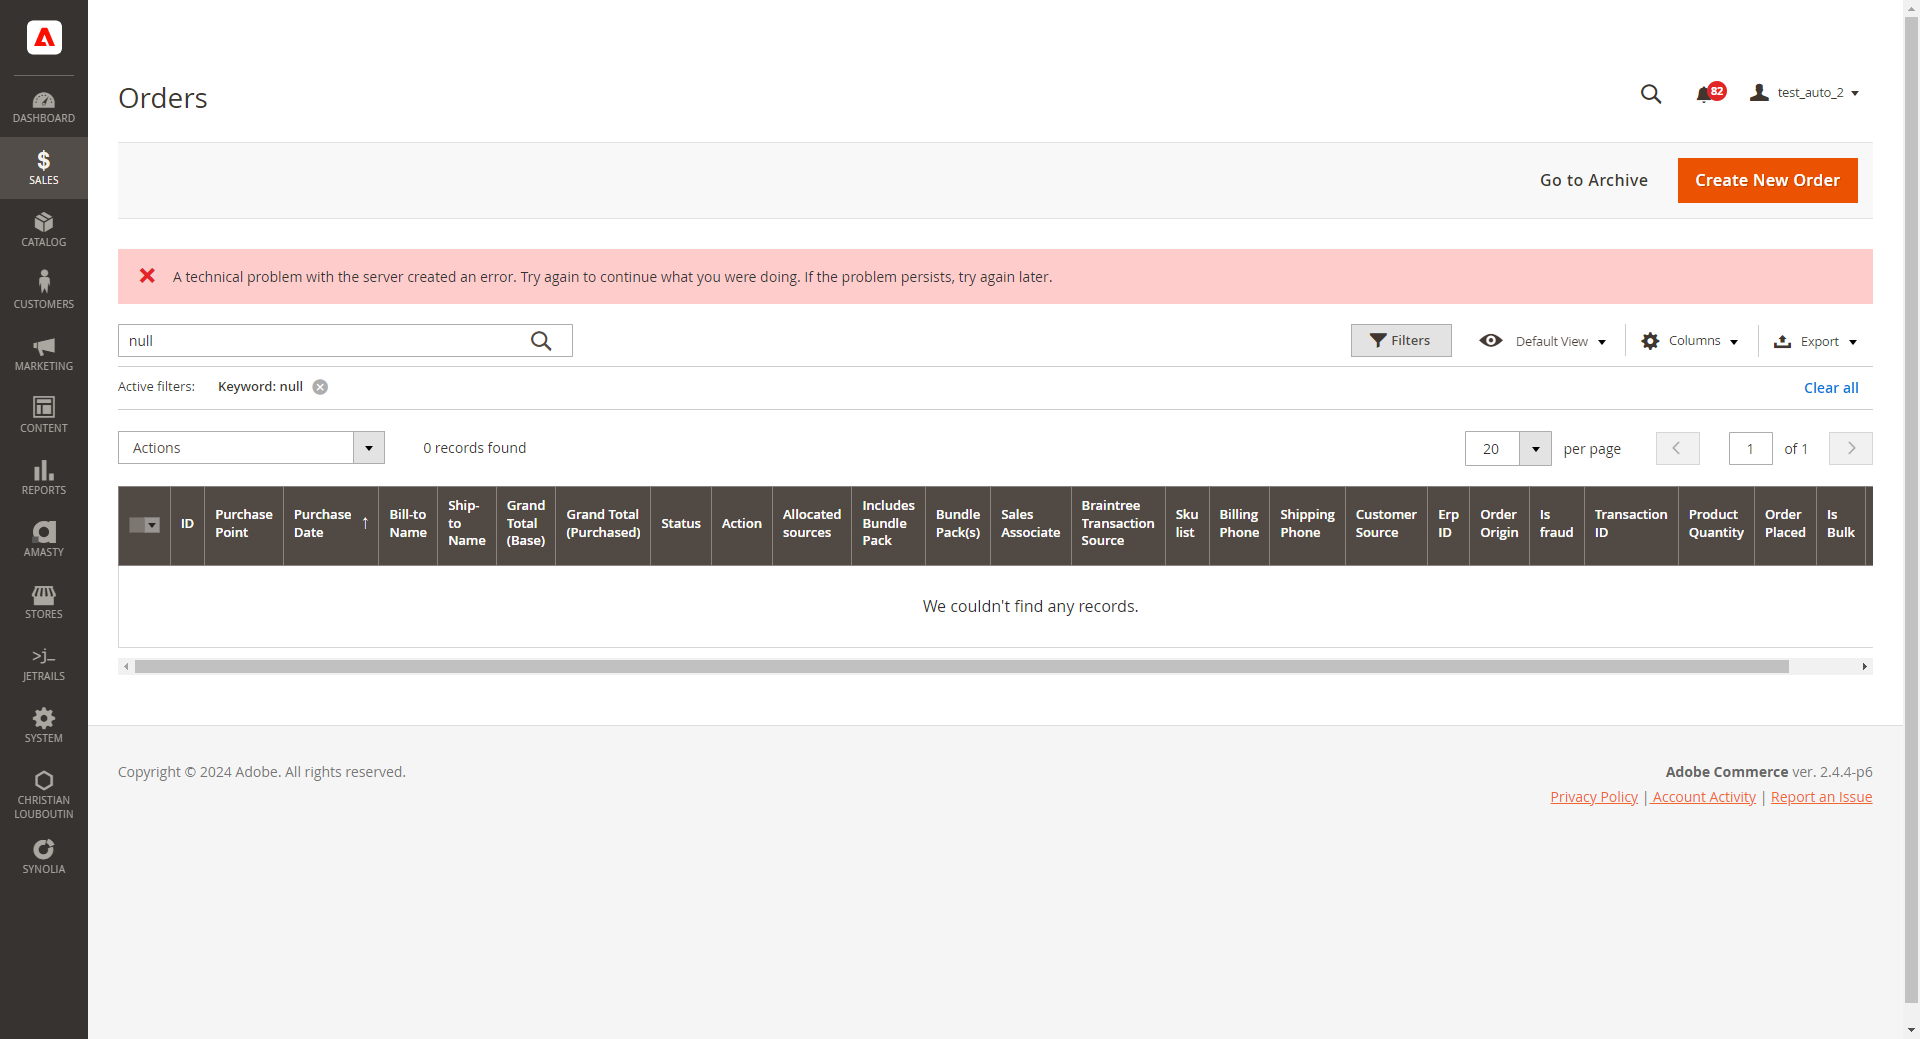 DASHBOARD
SALES
CATALOG
CUSTOMERS
MARKETING
CONTENT
REPORTS
AMASTY
STORES
>j_
JETRAILS
SYSTEM
CHRISTIAN
LOUBOUTIN
SYNOLIA
Orders
82
test_auto_2
Go to Archive
Create New Order
A technical problem with the server created an error. Try again to continue what you were doing. If the problem persists, try again later.
null
Filters
Default View
Columns
Export
Active filters:
Keyword: null
Clear all
Actions
0 records found
20
per page
1
of 1
ID
Purchase
Point
Purchase
Date
Bill-to
Name
Ship-
to
Name
Grand
Total
(Base)
Grand Total
(Purchased)
Status
Action
Allocated
sources
Includes
Bundle
Pack
Bundle
Pack(s)
Sales
Associate
Braintree
Transaction
Source
Sku
list
Billing
Phone
Shipping
Phone
Customer
Source
Erp
ID
Order
Origin
Is
fraud
Transaction
ID
Product
Quantity
Order
Placed
Is
Bulk
We couldn't find any records.
Copyright © 2024 Adobe. All rights reserved.
Adobe Commerce ver. 2.4.4-p6
Privacy Policy | Account Activity | Report an Issue